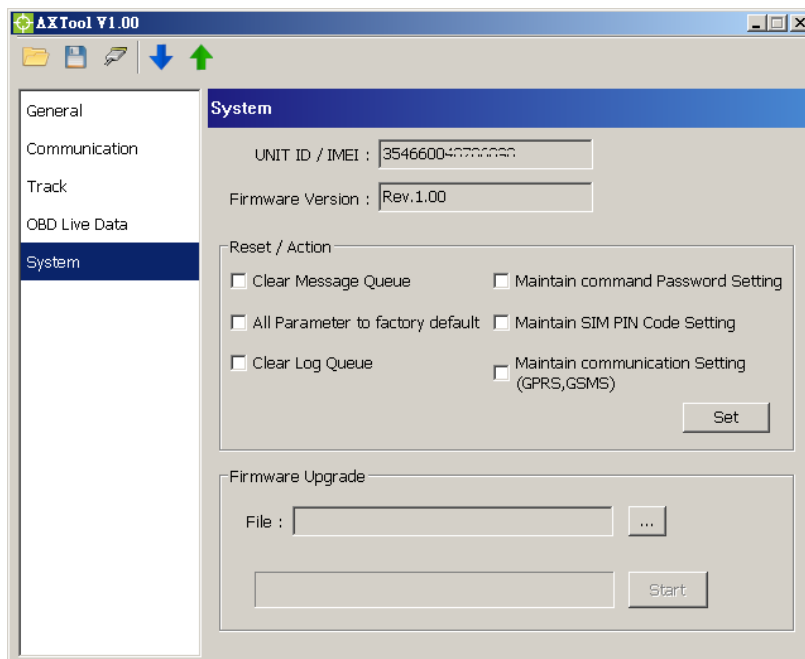 AXTool V1.00
General
Communication
Track
OBD Live Data
System
System
UNIT ID / IMEI :
Firmware Version : Rev.1.00
Reset / Action
Clear Message Queue
Maintain command Password Setting
All Parameter to factory default
Maintain SIM PIN Code Setting
Clear Log Queue
Maintain communication Setting
(GPRS,GSMS)
Set
Firmware Upgrade
File :
...
Start